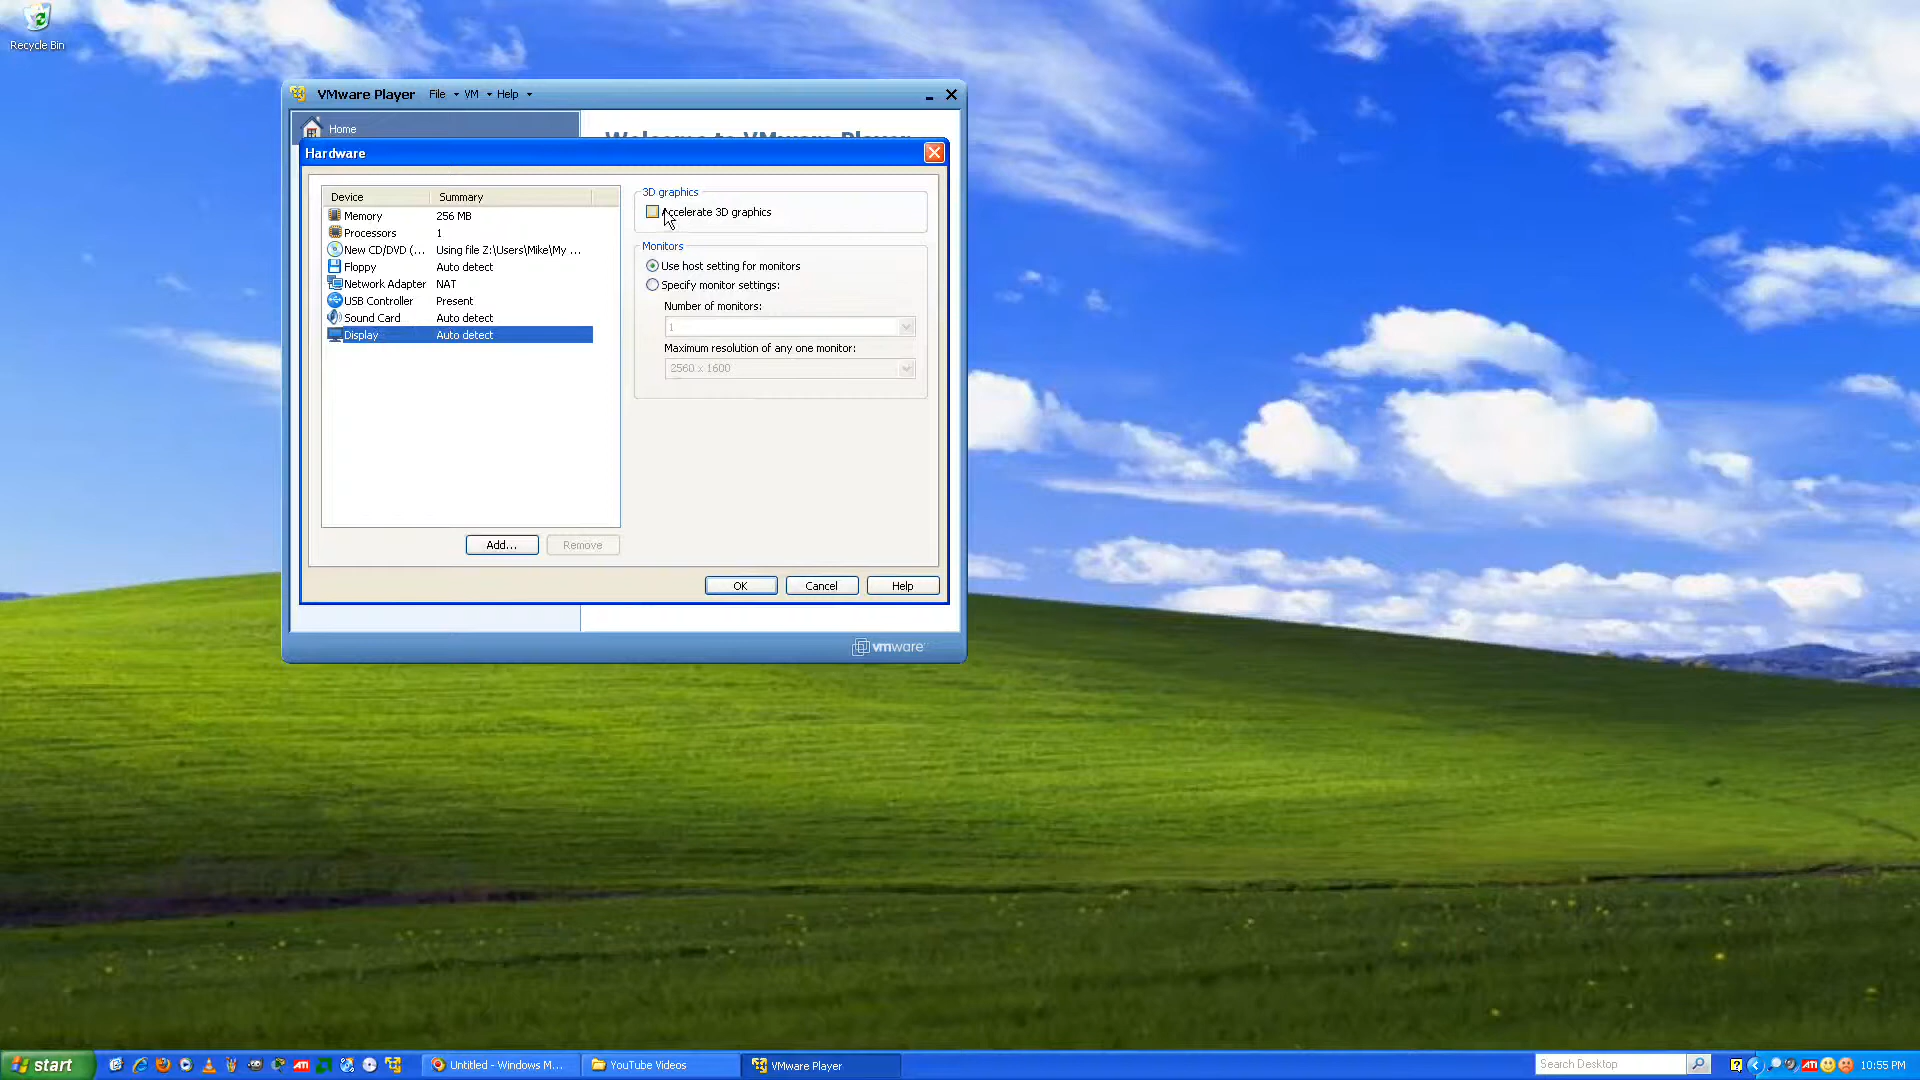 Recycle Bin
VMware Player File VM Help
Home
Welcome to VMware Player
Hardware
Device Summary
Memory 256 MB
Processors 1
New CD/DVD (... Using file Z:\Users\Mike\My ...
Floppy Auto detect
Network Adapter NAT
USB Controller Present
Sound Card Auto detect
Display Auto detect
Add...
Remove
3D graphics
Accelerate 3D graphics
Monitors
Use host setting for monitors
Specify monitor settings:
Number of monitors:
1
Maximum resolution of any one monitor:
2560 x 1600
OK
Cancel
Help
vmware
start
ATI
Untitled - Windows M...
YouTube Videos
VMware Player
Search Desktop
ATI
10:55 PM